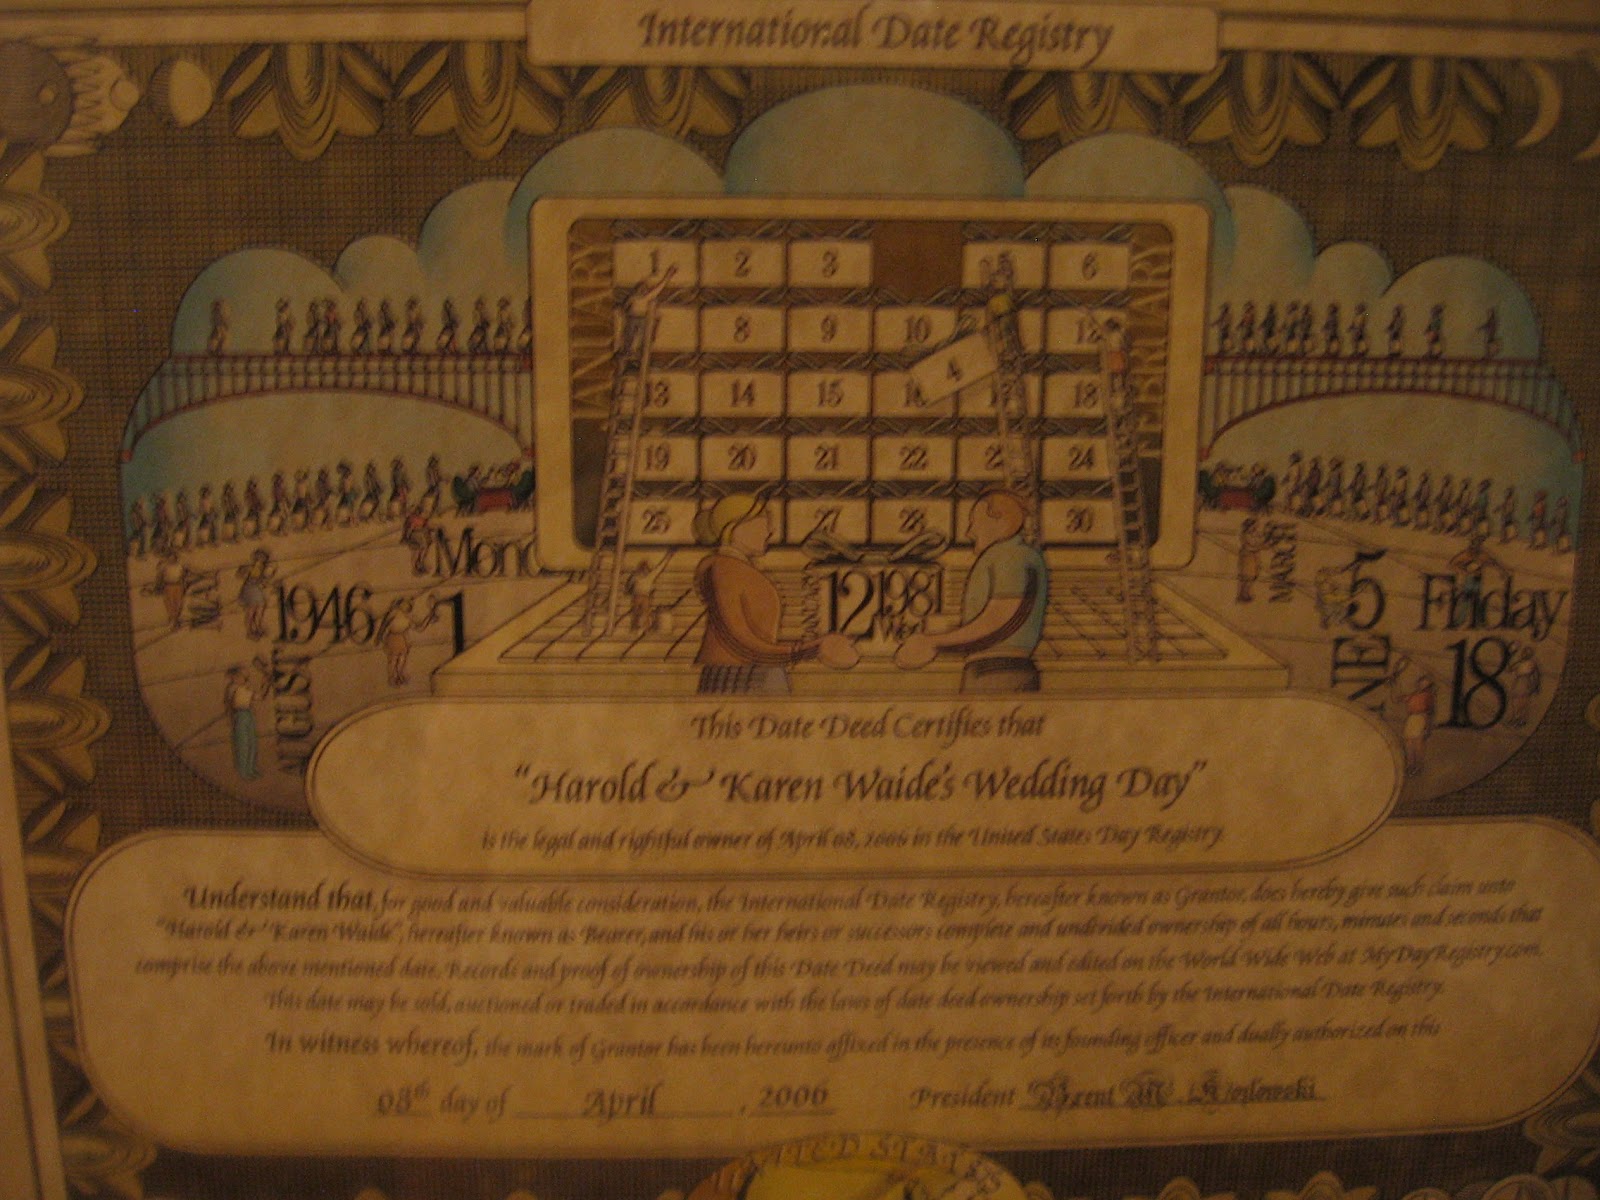 International Date Registry
JANUARY
FEBRUARY
1 2 3 6
7 8 9 10 12
13 14 15 18
19 20 21 22 24
25 27 28 30
4
Mond
MAY
1946
1
AUGUST
JANUARY
12
1981
Wed
MARCH
5
Friday
JUNE
18
This Date Deed Certifies that
"Harold & Karen Waide's Wedding Day"
is the legal and rightful owner of April 08, 2006 in the United States Day Registry.
Understand that, for good and valuable consideration, the International Date Registry, hereafter known as Grantor, does hereby give such claim unto
"Harold & Karen Waide", hereafter known as Bearer, and his or her heirs or successors complete and undivided ownership of all hours, minutes and seconds that
comprise the above mentioned date. Records and proof of ownership of this Date Deed may be viewed and edited on the World Wide Web at MyDayRegistry.com.
This date may be sold, auctioned or traded in accordance with the laws of date deed ownership set forth by the International Date Registry.
In witness whereof, the mark of Grantor has been hereunto affixed in the presence of its founding officer and dually authorized on this
08th day of April, 2006 President Brent M.
UNITED STATES